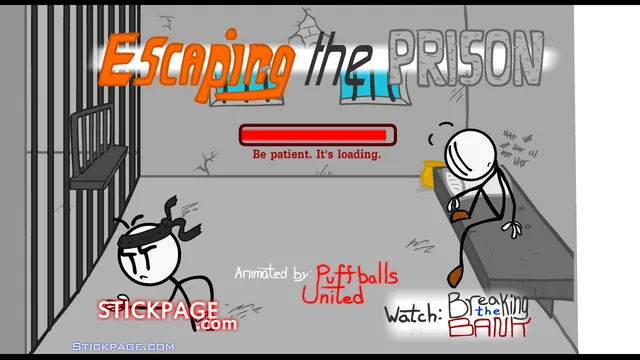 Escaping the PRISON
Be patient. It's loading.
Animated by: Puffballs
United
STICKPAGE
.com
Watch: Breaking
the
BANK
STICKPAGE.COM